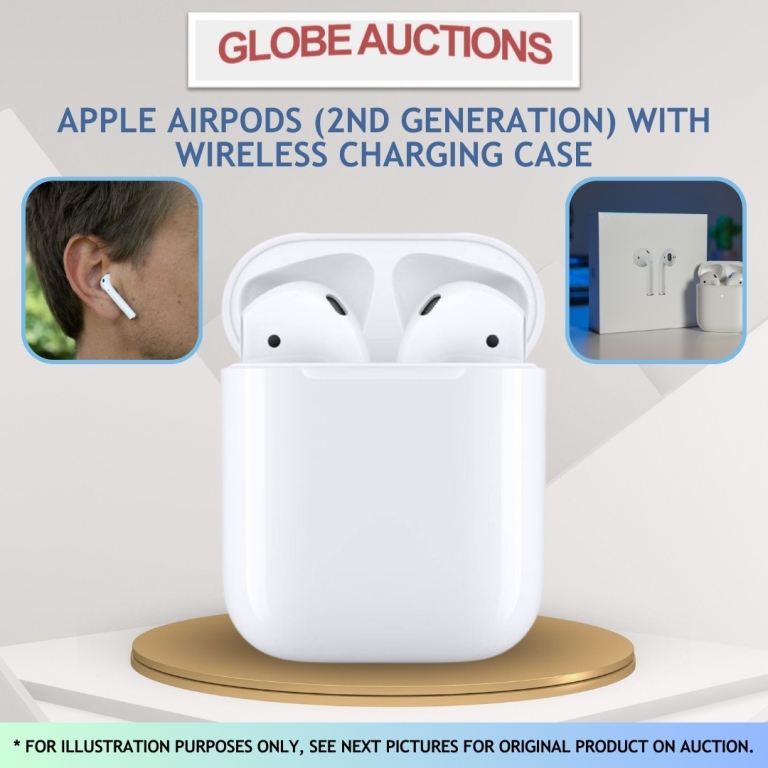 GLOBE AUCTIONS
APPLE AIRPODS (2ND GENERATION) WITH
WIRELESS CHARGING CASE
* FOR ILLUSTRATION PURPOSES ONLY, SEE NEXT PICTURES FOR ORIGINAL PRODUCT ON AUCTION.